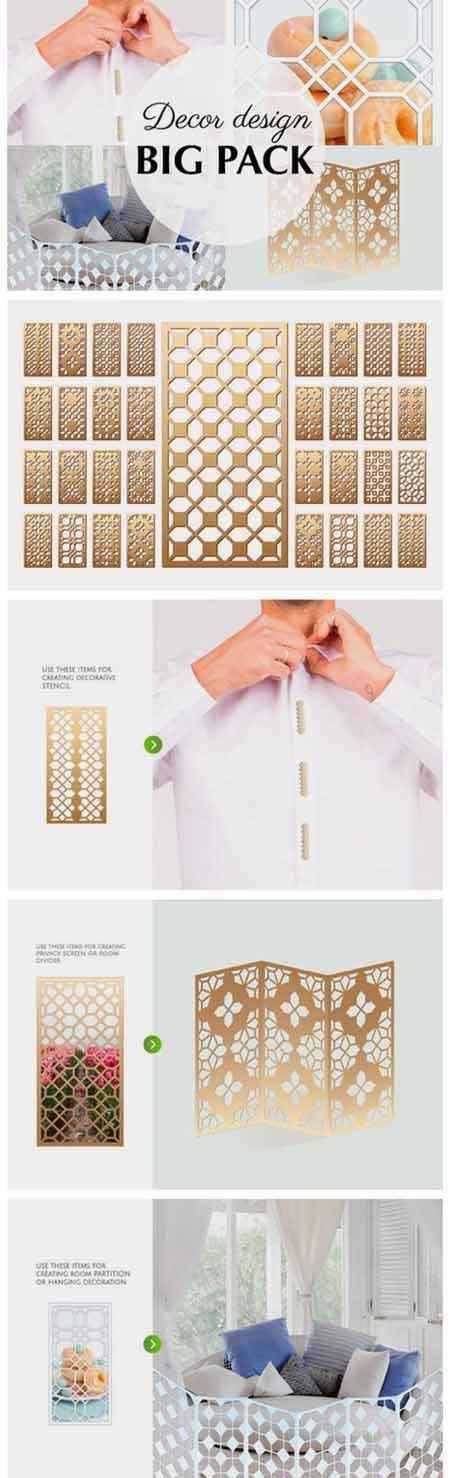 Decor design
BIG PACK
USE THESE ITEMS FOR
CREATING DECORATIVE
STENCIL.
USE THESE ITEMS FOR CREATING
PRIVACY SCREEN OR ROOM
DIVIDER
USE THESE ITEMS FOR
CREATING ROOM PARTITION
OR HANGING DECORATION